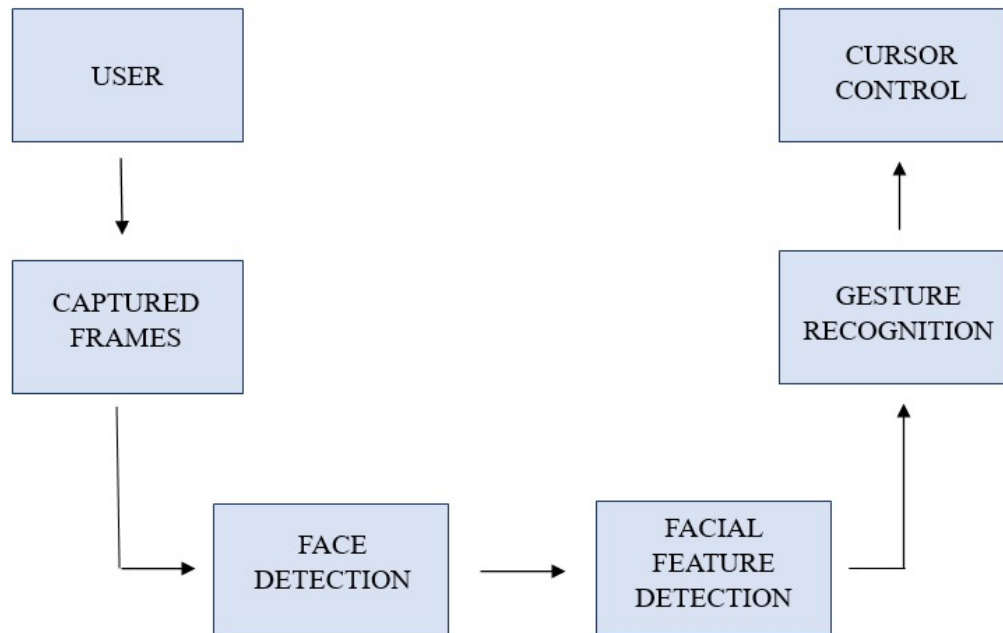 USER
CAPTURED
FRAMES
FACE
DETECTION
FACIAL
FEATURE
DETECTION
GESTURE
RECOGNITION
CURSOR
CONTROL